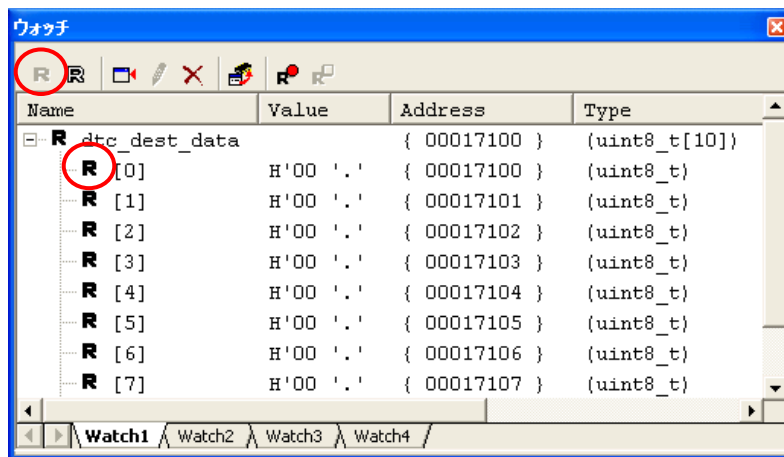 ウォッチ
R R R R
Name Value Address Type
R dtc_dest_data { 00017100 } (uint8_t[10])
R [0] H'00 '.' { 00017100 } (uint8_t)
R [1] H'00 '.' { 00017101 } (uint8_t)
R [2] H'00 '.' { 00017102 } (uint8_t)
R [3] H'00 '.' { 00017103 } (uint8_t)
R [4] H'00 '.' { 00017104 } (uint8_t)
R [5] H'00 '.' { 00017105 } (uint8_t)
R [6] H'00 '.' { 00017106 } (uint8_t)
R [7] H'00 '.' { 00017107 } (uint8_t)
Watch1 Watch2 Watch3 Watch4